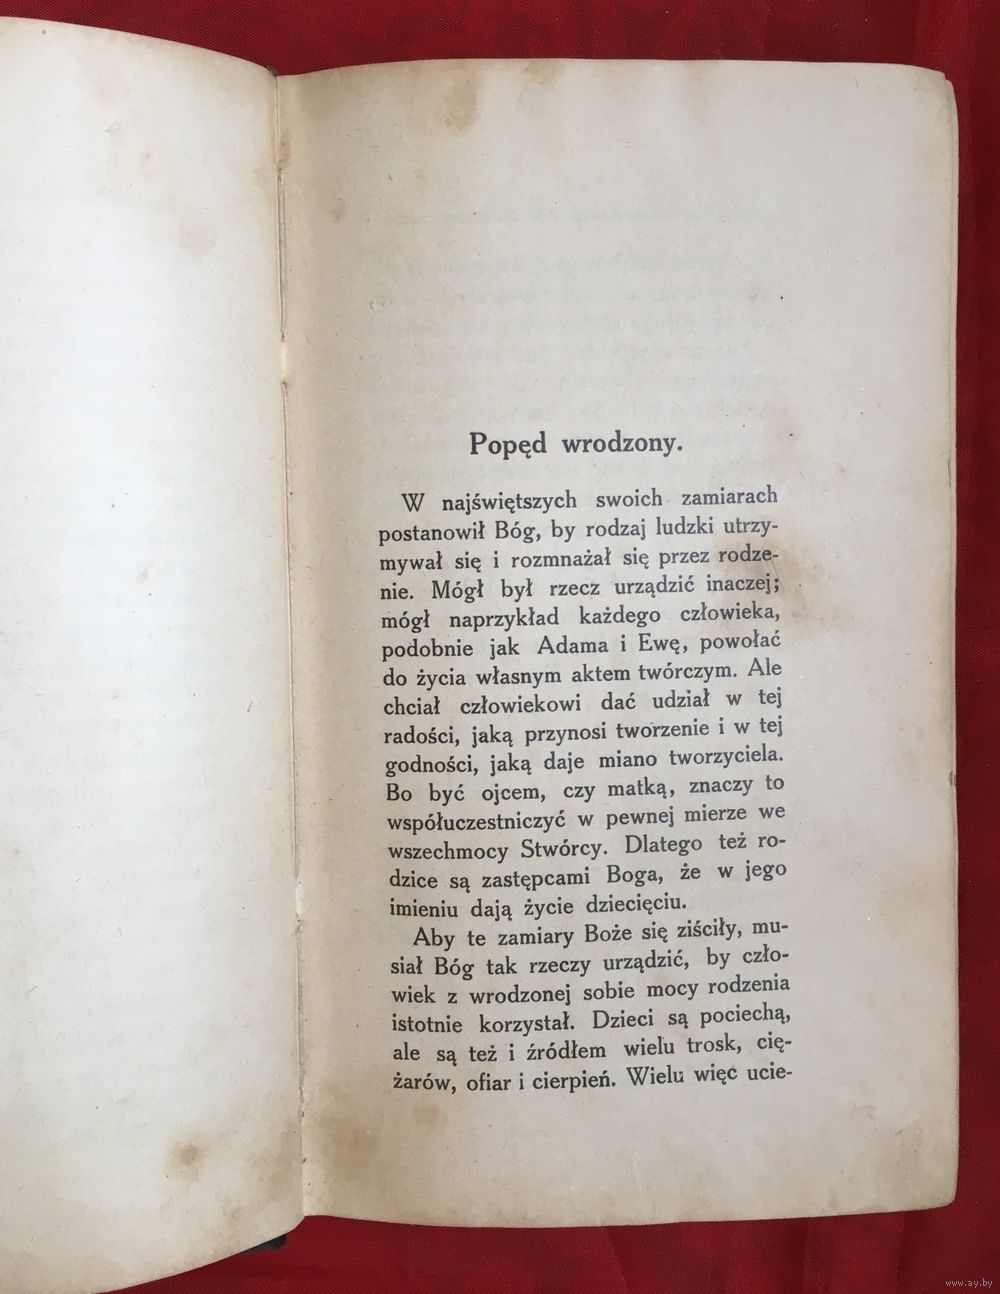 Popęd wrodzony.
W najświętszych swoich zamiarach
postanowił Bóg, by rodzaj ludzki utrzy-
mywał się i rozmnażał się przez rodze-
nie. Mógł był rzecz urządzić inaczej;
mógł naprzykład każdego człowieka,
podobnie jak Adama i Ewę, powołać
do życia własnym aktem twórczym. Ale
chciał człowiekowi dać udział w tej
radości, jaką przynosi tworzenie i w tej
godności, jaką daje miano tworzyciela.
Bo być ojcem, czy matką, znaczy to
współuczestniczyć w pewnej mierze we
wszechmocy Stwórcy. Dlatego też ro-
dzice są zastępcami Boga, że w jego
imieniu dają życie dziecięciu.
Aby te zamiary Boże się ziściły, mu-
siał Bóg tak rzeczy urządzić, by czło-
wiek z wrodzonej sobie mocy rodzenia
istotnie korzystał. Dzieci są pociechą,
ale są też i źródłem wielu trosk, cię-
żarów, ofiar i cierpień. Wielu więc ucie-
www.ay.by